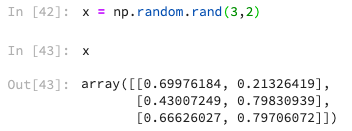 In [42]: x = np.random.rand(3,2)
In [43]: x
Out[43]: array([[0.69976184, 0.21326419],
[0.43007249, 0.79830939],
[0.66626027, 0.79706072]])